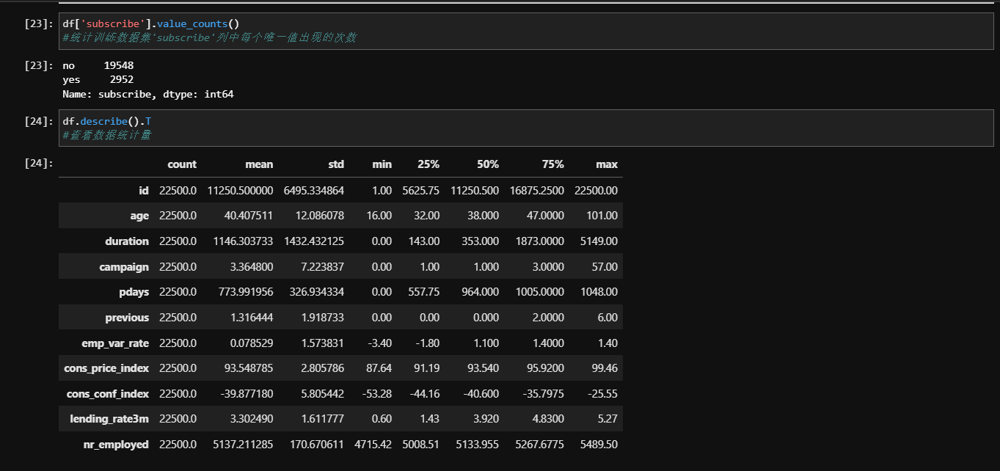 [23]: df['subscribe'].value_counts()
#统计训练数据集'subscribe'列中每个唯一值出现的次数
[23]: no 19548
yes 2952
Name: subscribe, dtype: int64
[24]: df.describe().T
#查看数据统计量
[24]: count mean std min 25% 50% 75% max
id 22500.0 11250.500000 6495.334864 1.00 5625.75 11250.500 16875.2500 22500.00
age 22500.0 40.407511 12.086078 16.00 32.00 38.000 47.0000 101.00
duration 22500.0 1146.303733 1432.432125 0.00 143.00 353.000 1873.0000 5149.00
campaign 22500.0 3.364800 7.223837 0.00 1.00 1.000 3.0000 57.00
pdays 22500.0 773.991956 326.934334 0.00 557.75 964.000 1005.0000 1048.00
previous 22500.0 1.316444 1.918733 0.00 0.00 0.000 2.0000 6.00
emp_var_rate 22500.0 0.078529 1.573831 -3.40 -1.80 1.100 1.4000 1.40
cons_price_index 22500.0 93.548785 2.805786 87.64 91.19 93.540 95.9200 99.46
cons_conf_index 22500.0 -39.877180 5.805442 -53.28 -44.16 -40.600 -35.7975 -25.55
lending_rate3m 22500.0 3.302490 1.611777 0.60 1.43 3.920 4.8300 5.27
nr_employed 22500.0 5137.211285 170.670611 4715.42 5008.51 5133.955 5267.6775 5489.50